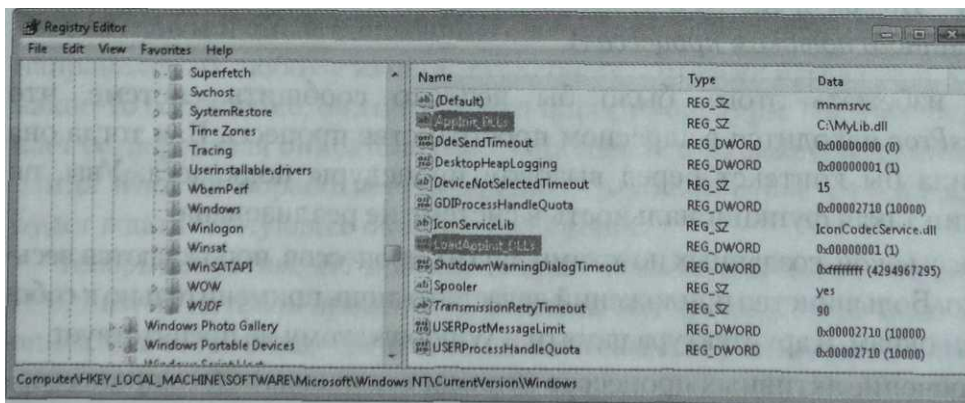 Registry Editor
File Edit View Favorites Help
Superfetch
Svchost
SystemRestore
Time Zones
Tracing
Userinstallable.drivers
WbemPerf
Windows
Winlogon
Winsat
WinSATAPI
WOW
WUDF
Windows Photo Gallery
Windows Portable Devices
Name Type Data
(Default) REG_SZ mnmsrvc
AppInit_DLLs REG_SZ C:\MyLib.dll
DdeSendTimeout REG_DWORD 0x00000000 (0)
DesktopHeapLogging REG_DWORD 0x00000001 (1)
DeviceNotSelectedTimeout REG_SZ 15
GDIProcessHandleQuota REG_DWORD 0x00002710 (10000)
IconServiceLib REG_SZ IconCodecService.dll
LoadAppInit_DLLs REG_DWORD 0x00000001 (1)
ShutdownWarningDialogTimeout REG_DWORD 0xffffffff (4294967295)
Spooler REG_SZ yes
TransmissionRetryTimeout REG_SZ 90
USERPostMessageLimit REG_DWORD 0x00002710 (10000)
USERProcessHandleQuota REG_DWORD 0x00002710 (10000)
Computer\HKEY_LOCAL_MACHINE\SOFTWARE\Microsoft\Windows NT\CurrentVersion\Windows